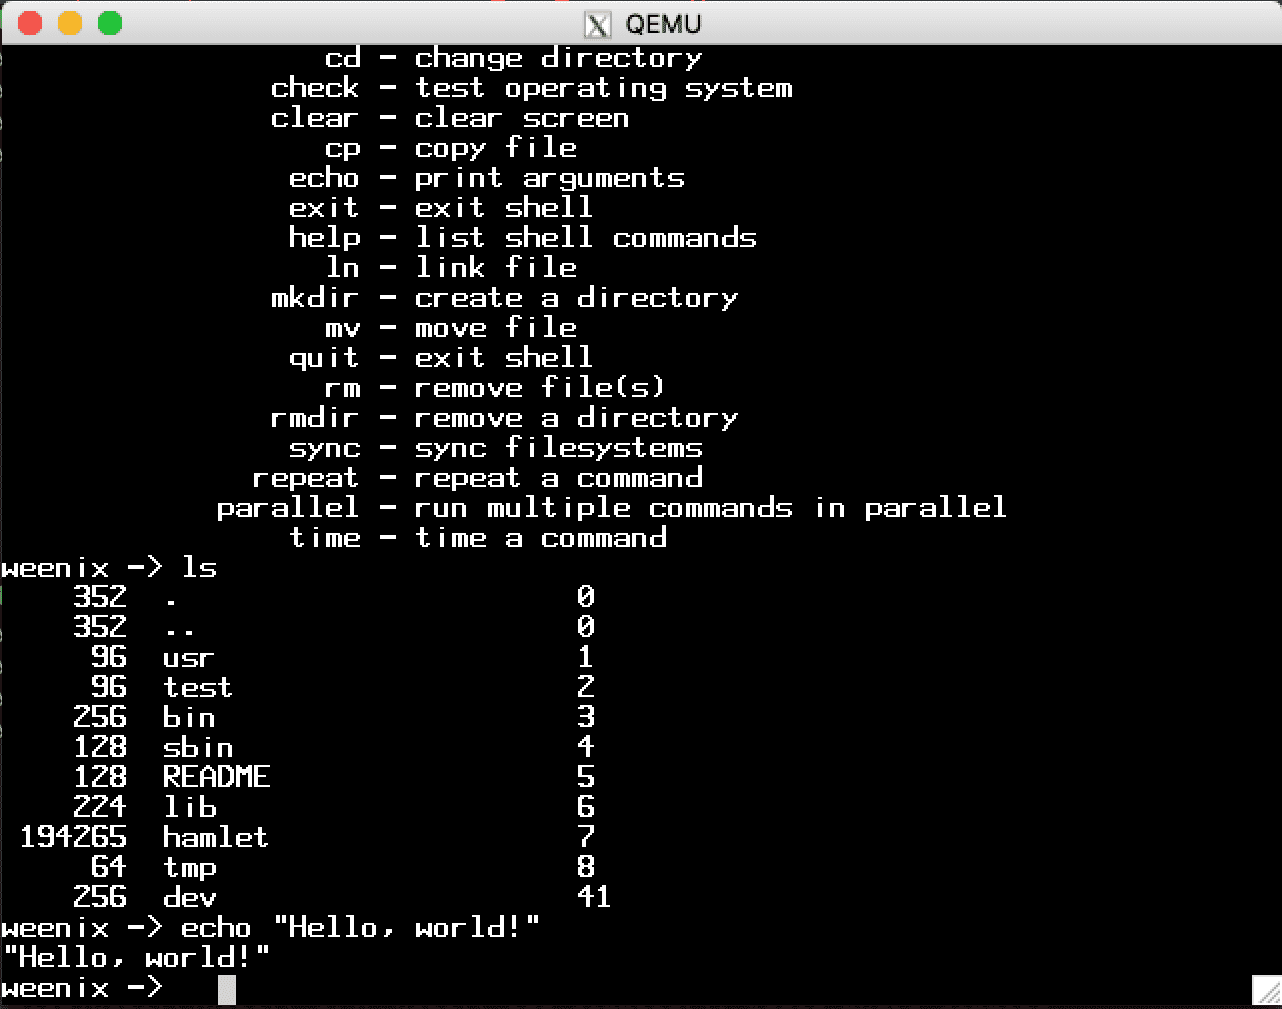 QEMU
cd - change directory
check - test operating system
clear - clear screen
cp - copy file
echo - print arguments
exit - exit shell
help - list shell commands
ln - link file
mkdir - create a directory
mv - move file
quit - exit shell
rm - remove file(s)
rmdir - remove a directory
sync - sync filesystems
repeat - repeat a command
parallel - run multiple commands in parallel
time - time a command
weenix -> ls
352 . 0
352 .. 0
96 usr 1
96 test 2
256 bin 3
128 sbin 4
128 README 5
224 lib 6
194265 hamlet 7
64 tmp 8
256 dev 41
weenix -> echo "Hello, world!"
"Hello, world!"
weenix ->